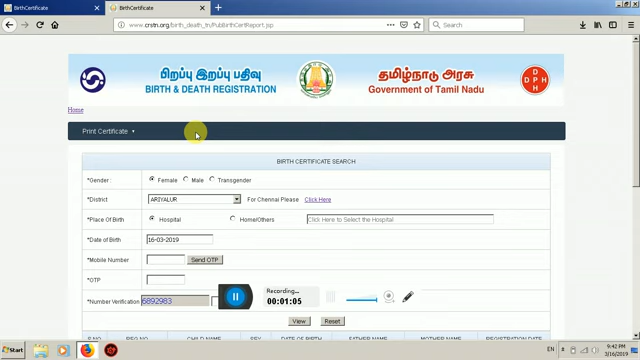 BirthCertificate
BirthCertificate
www.crstn.org/birth_death_tn/PubBirthCertReport.jsp
Search
பிறப்பு இறப்பு பதிவு
BIRTH & DEATH REGISTRATION
தமிழ்நாடு அரசு
Government of Tamil Nadu
D P H
D P H
Home
Print Certificate
BIRTH CERTIFICATE SEARCH
*Gender : Female Male Transgender
*District ARIYALUR For Chennai Please Click Here
*Place Of Birth Hospital Home/Others Click Here to Select the Hospital
*Date of Birth 16-03-2019
*Mobile Number Send OTP
*OTP
Recording...
00:01:05
*Number Verification 6892983
View Reset
S.NO REG.NO CHILD NAME SEX DATE OF BIRTH FATHER NAME MOTHER NAME REGISTRATION DATE
Start
EN
9:42 PM
3/16/2019